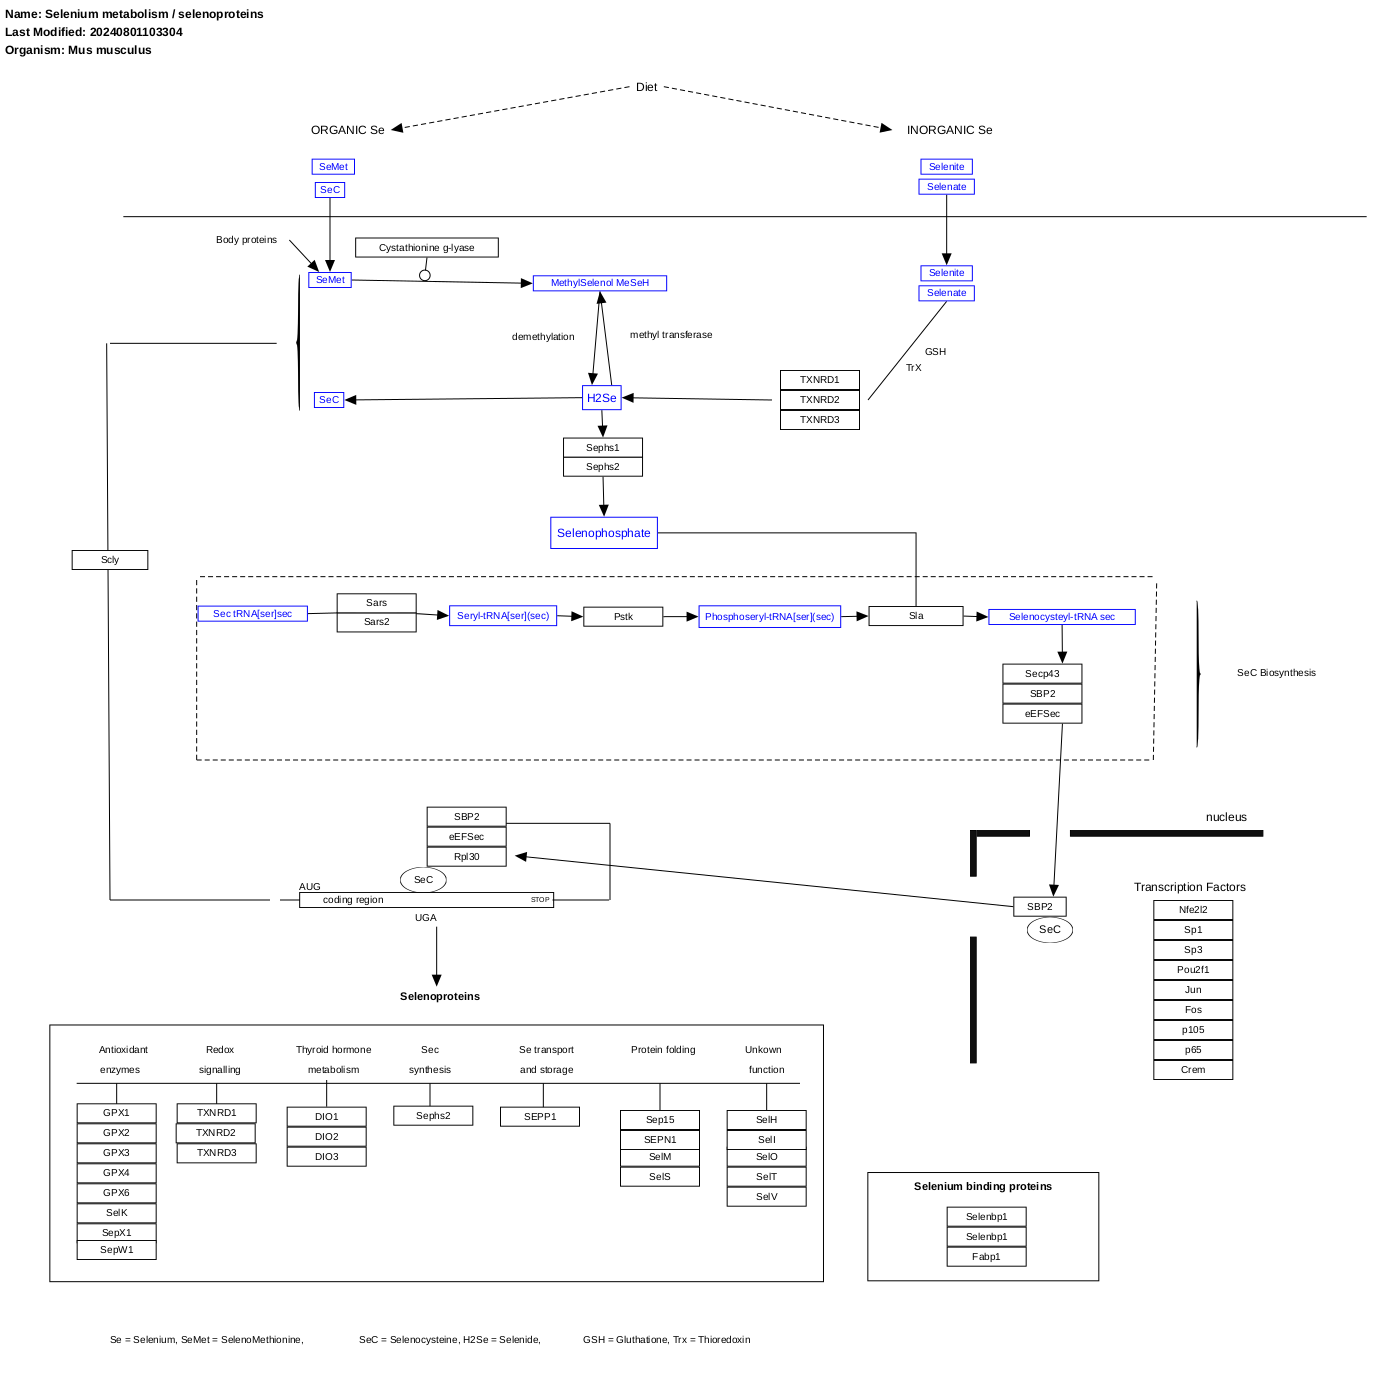 Name: Selenium metabolism / selenoproteins
Last Modified: 20240801103304
Organism: Mus musculus
Diet
ORGANIC Se
INORGANIC Se
SeMet
SeC
Selenite
Selenate
Body proteins
Cystathionine g-lyase
SeMet
MethylSelenol MeSeH
Selenite
Selenate
demethylation
methyl transferase
GSH
TrX
TXNRD1
TXNRD2
TXNRD3
SeC
H2Se
Sephs1
Sephs2
Selenophosphate
Scly
Sec tRNA[ser]sec
Sars
Sars2
Seryl-tRNA[ser](sec)
Pstk
Phosphoseryl-tRNA[ser](sec)
Sla
Selenocysteyl-tRNA sec
Secp43
SBP2
eEFSec
SeC Biosynthesis
SBP2
eEFSec
Rpl30
SeC
AUG
coding region
STOP
UGA
nucleus
SBP2
SeC
Transcription Factors
Nfe2l2
Sp1
Sp3
Pou2f1
Jun
Fos
p105
p65
Crem
Selenoproteins
Antioxidant
enzymes
Redox
signalling
Thyroid hormone
metabolism
Sec
synthesis
Se transport
and storage
Protein folding
Unkown
function
GPX1
GPX2
GPX3
GPX4
GPX6
SelK
SepX1
SepW1
TXNRD1
TXNRD2
TXNRD3
DIO1
DIO2
DIO3
Sephs2
SEPP1
Sep15
SEPN1
SelM
SelS
SelH
SelI
SelO
SelT
SelV
Selenium binding proteins
Selenbp1
Selenbp1
Fabp1
Se = Selenium, SeMet = SelenoMethionine,
SeC = Selenocysteine, H2Se = Selenide,
GSH = Gluthatione, Trx = Thioredoxin